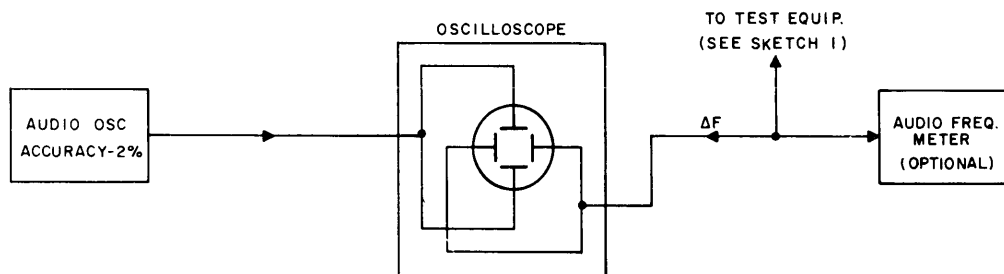 OSCILLOSCOPE
TO TEST EQUIP.
(SEE SKETCH 1)
AUDIO OSC
ACCURACY-2%
ΔF
AUDIO FREQ.
METER
(OPTIONAL)